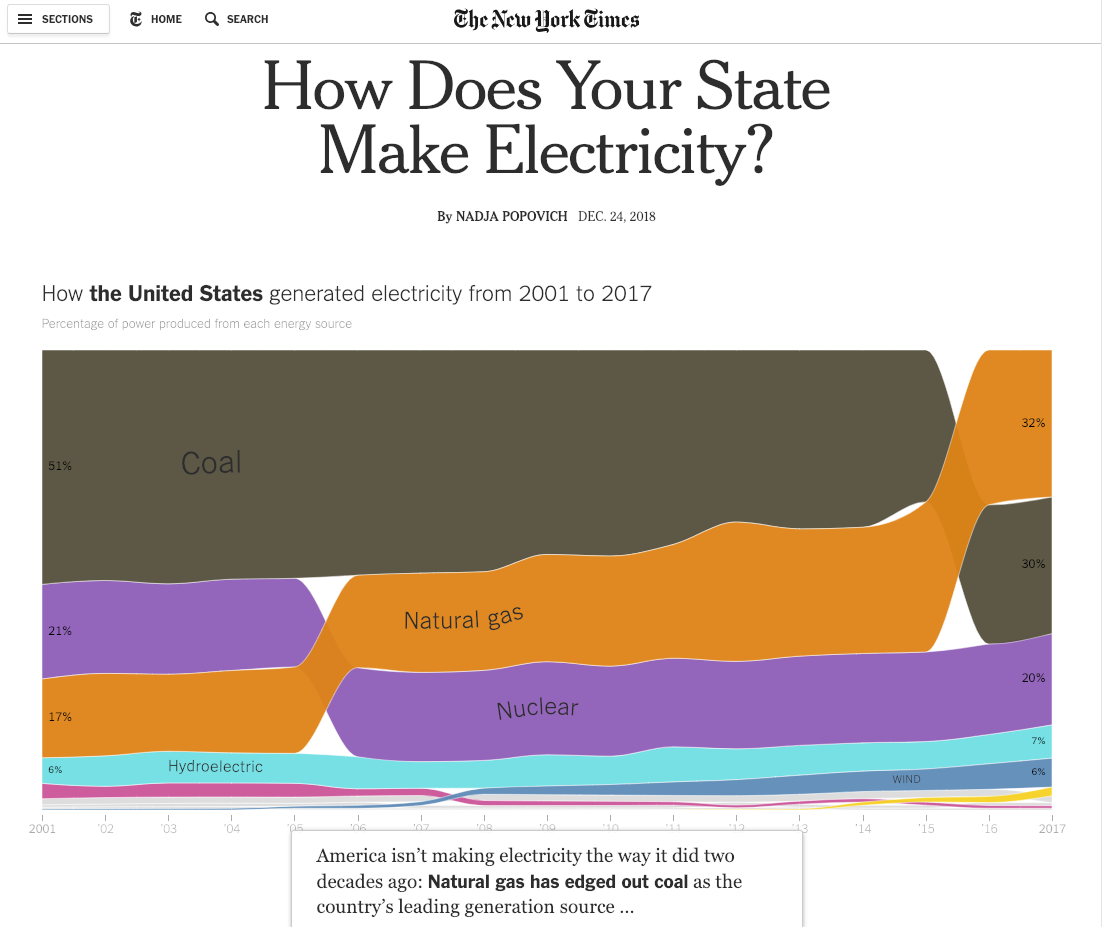 SECTIONS HOME SEARCH The New York Times
How Does Your State
Make Electricity?
By NADJA POPOVICH DEC. 24, 2018
How the United States generated electricity from 2001 to 2017
Percentage of power produced from each energy source
32%
51% Coal
30%
Natural gas
21%
20%
Nuclear
17%
7%
6% Hydroelectric
WIND 6%
2001 '02 '03 '04 '05 '06 '07 '08 '09 '10 '11 '12 '13 '14 '15 '16 2017
America isn’t making electricity the way it did two
decades ago: Natural gas has edged out coal as the
country’s leading generation source ...